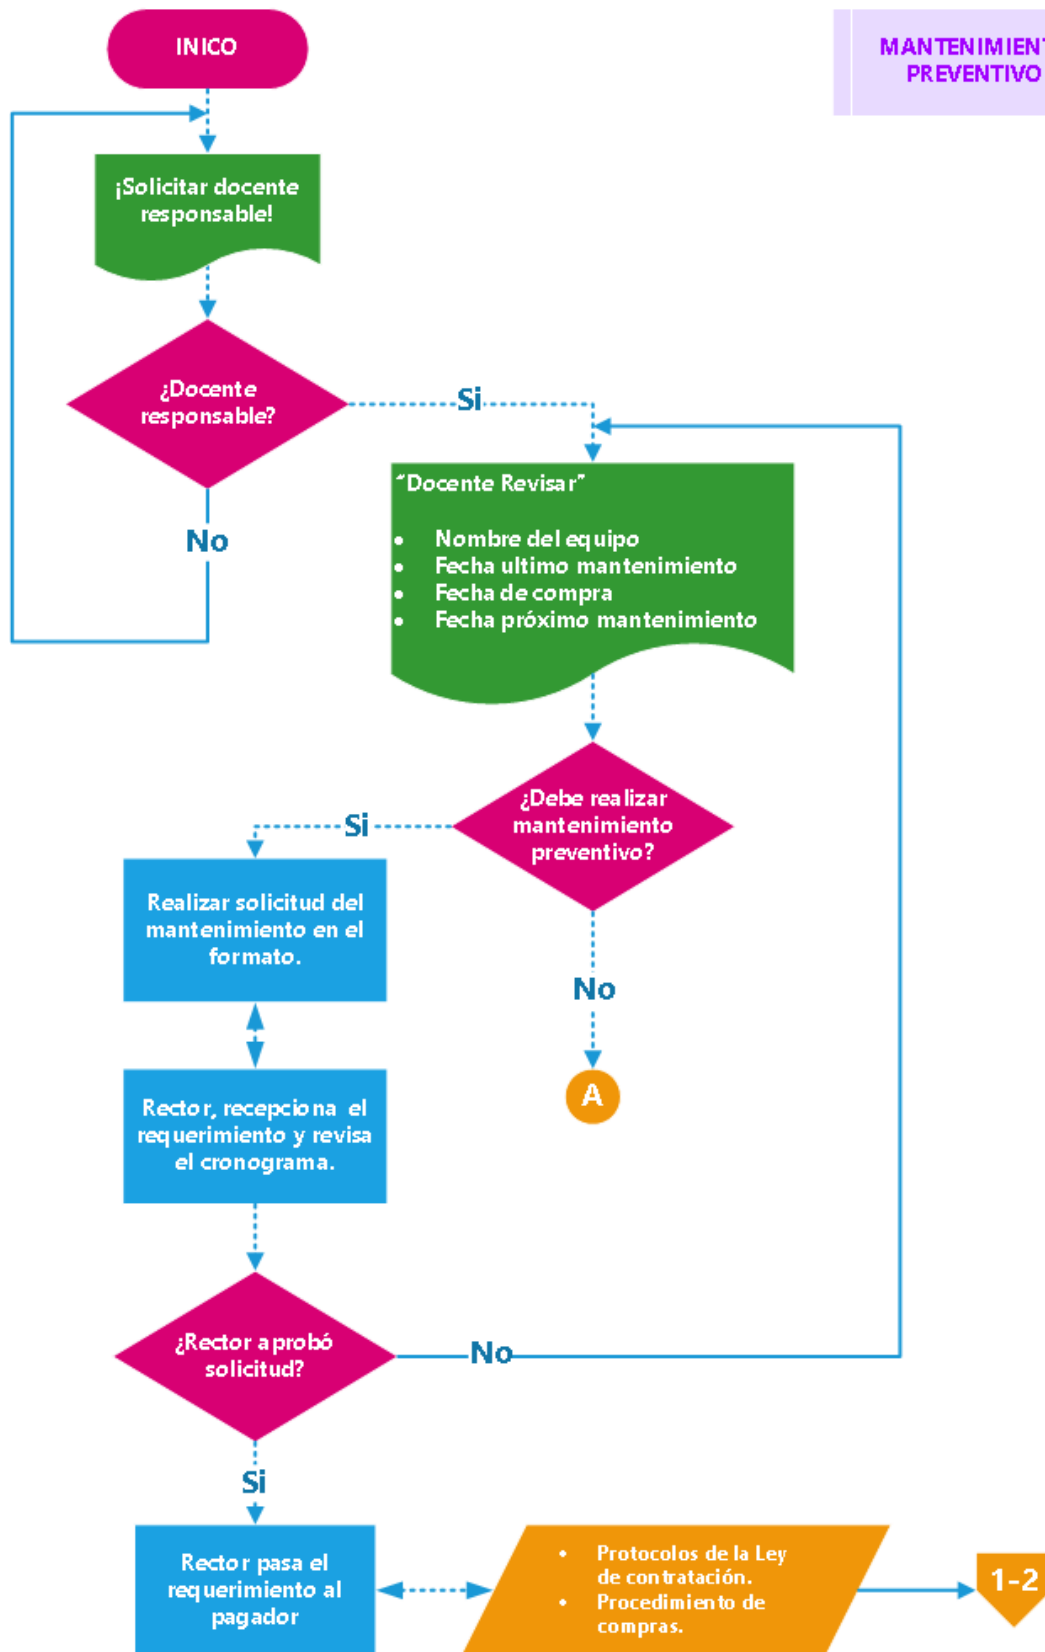 INICO
MANTENIMIENT
PREVENTIVO
¡Solicitar docente
responsable!
¿Docente
responsable?
Si
No
"Docente Revisar"
• Nombre del equipo
• Fecha ultimo mantenimiento
• Fecha de compra
• Fecha próximo mantenimiento
¿Debe realizar
mantenimiento
preventivo?
Si
Realizar solicitud del
mantenimiento en el
formato.
No
A
Rector, recepciona el
requerimiento y revisa
el cronograma.
¿Rector aprobó
solicitud?
No
Si
Rector pasa el
requerimiento al
pagador
• Protocolos de la Ley
de contratación.
• Procedimiento de
compras.
1-2